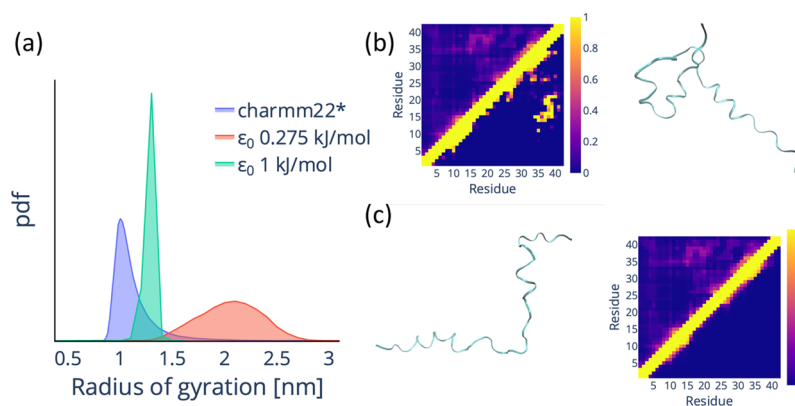 (a)
charmm22*
ε₀ 0.275 kJ/mol
ε₀ 1 kJ/mol
pdf
0.5 1 1.5 2 2.5 3
Radius of gyration [nm]
(b)
Residue
40
35
30
25
20
15
10
5
5 10 15 20 25 30 35 40
Residue
1
0.8
0.6
0.4
0.2
0
(c)
Residue
40
35
30
25
20
15
10
5
5 10 15 20 25 30 35 40
Residue